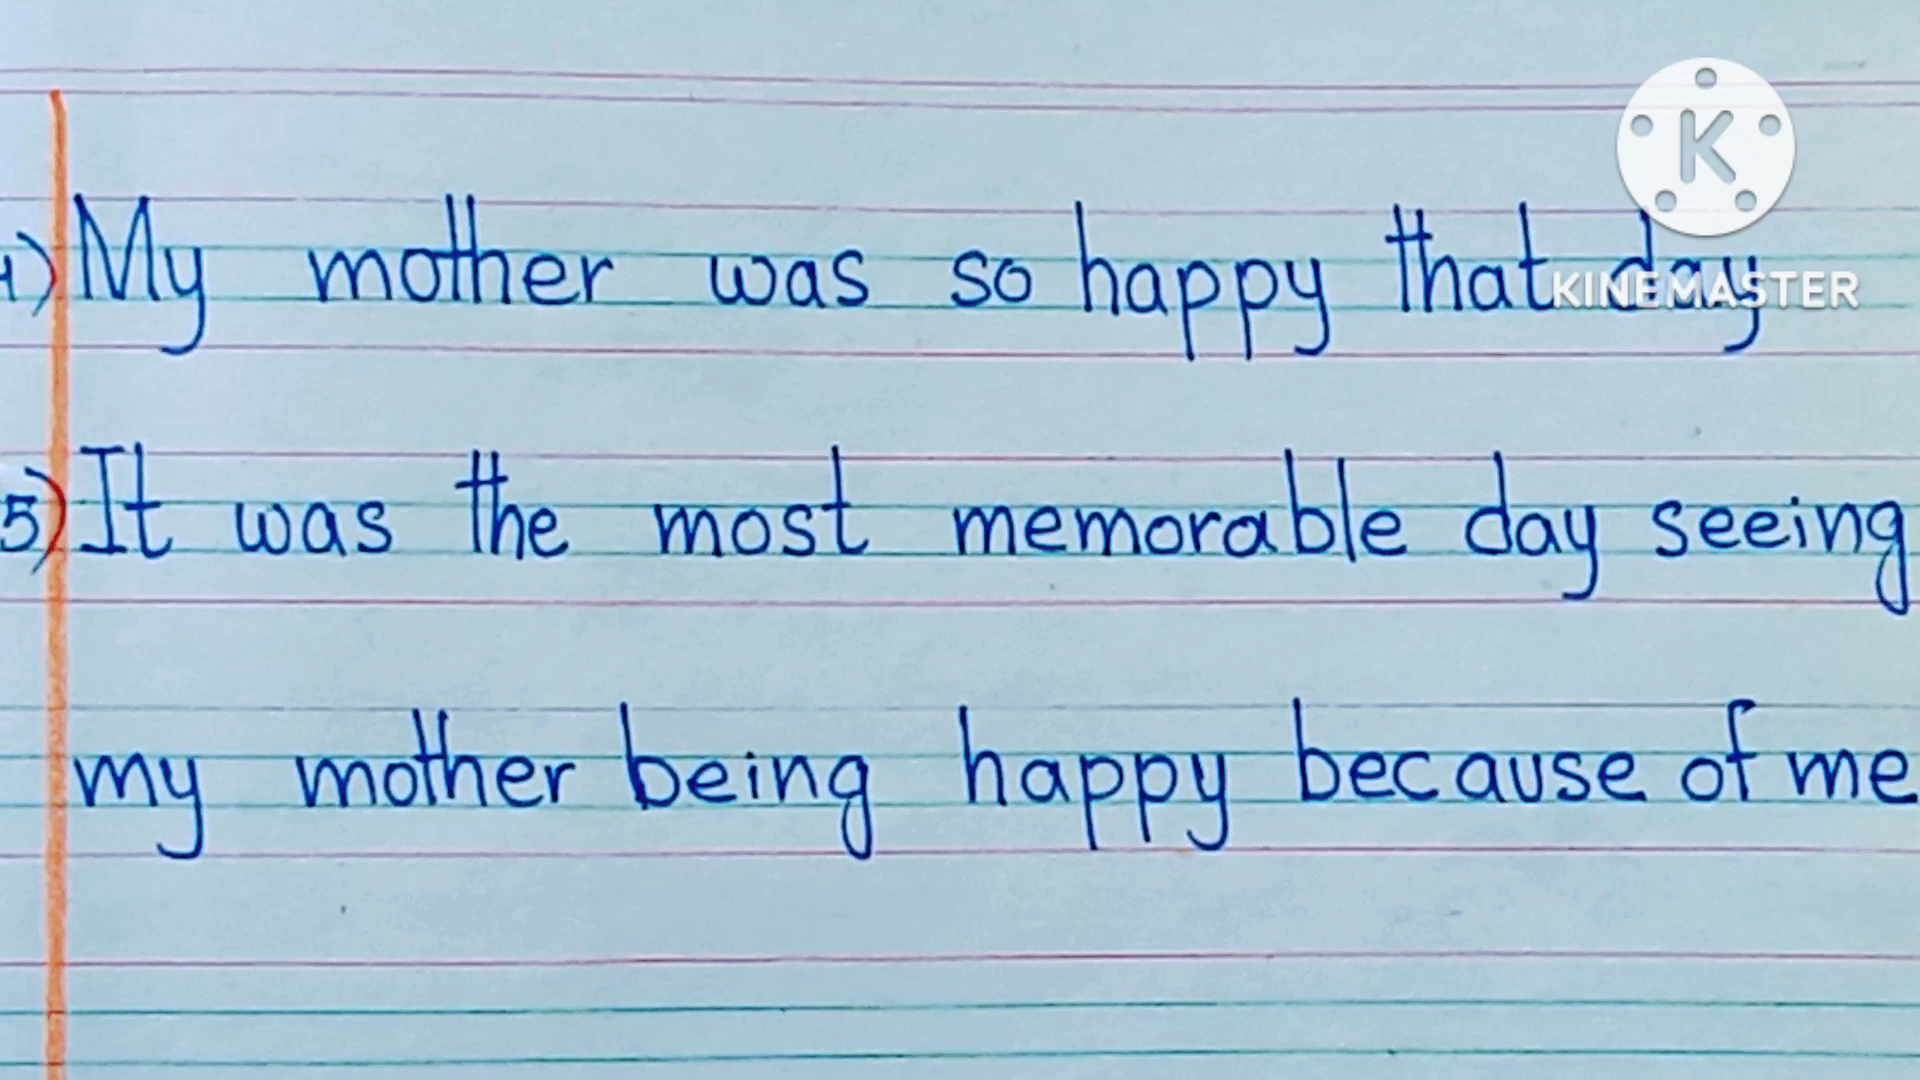 4) My mother was so happy that day
5) It was the most memorable day seeing
my mother being happy because of me
K
KINEMASTER